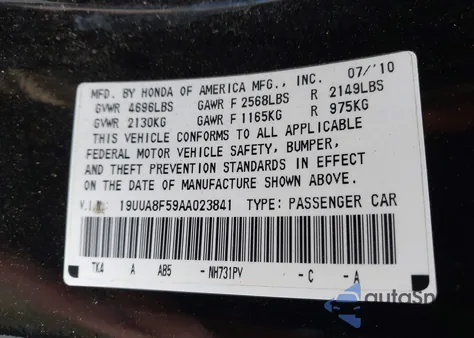 MFD. BY HONDA OF AMERICA MFG., INC. 07/'10
GVWR 4696LBS GAWR F 2568LBS R 2149LBS
GVWR 2130KG GAWR F 1165KG R 975KG
THIS VEHICLE CONFORMS TO ALL APPLICABLE
FEDERAL MOTOR VEHICLE SAFETY, BUMPER,
AND THEFT PREVENTION STANDARDS IN EFFECT
ON THE DATE OF MANUFACTURE SHOWN ABOVE.
V.I.N: 19UUA8F59AA023841 TYPE: PASSENGER CAR
TK4 A AB5 -NH731PV -C -A
autoSp